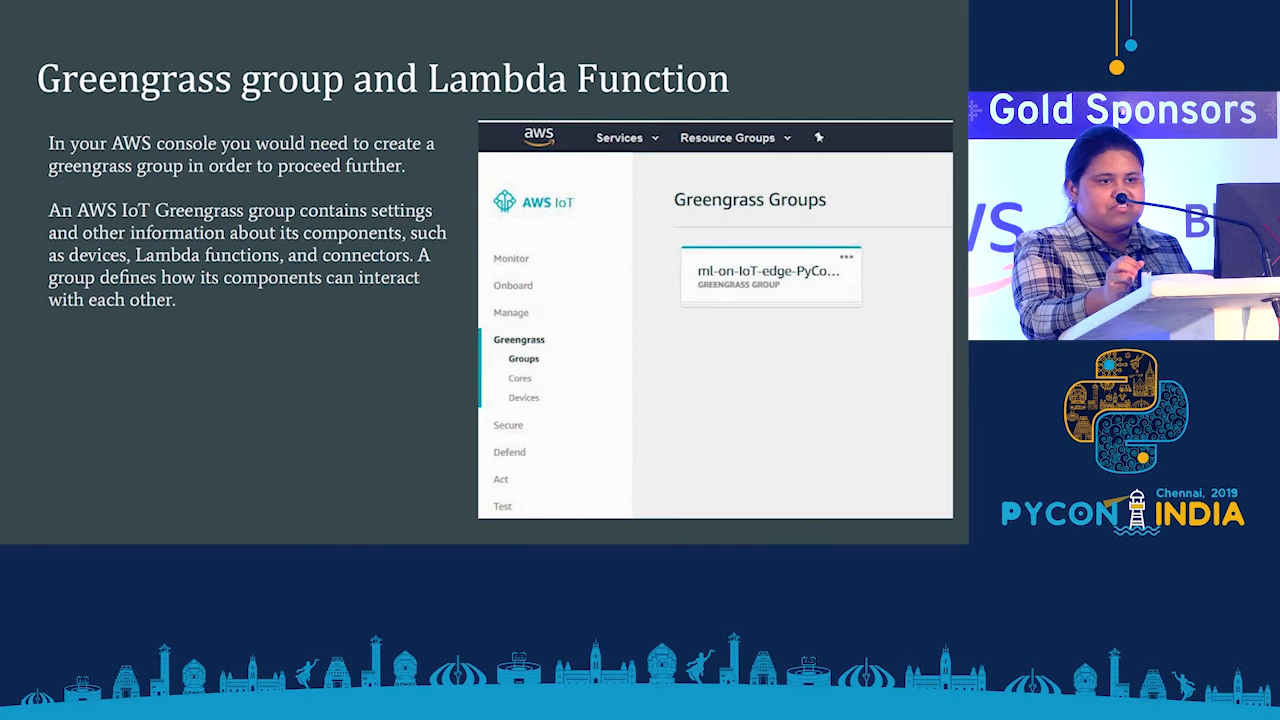 Greengrass group and Lambda Function
In your AWS console you would need to create a
greengrass group in order to proceed further.
An AWS IoT Greengrass group contains settings
and other information about its components, such
as devices, Lambda functions, and connectors. A
group defines how its components can interact
with each other.
aws
Services
Resource Groups
AWS IoT
Monitor
Onboard
Manage
Greengrass
Groups
Cores
Devices
Secure
Defend
Act
Test
Greengrass Groups
ml-on-IoT-edge-PyCo...
GREENGRASS GROUP
Gold Sponsors
Chennai, 2019
PYCON INDIA